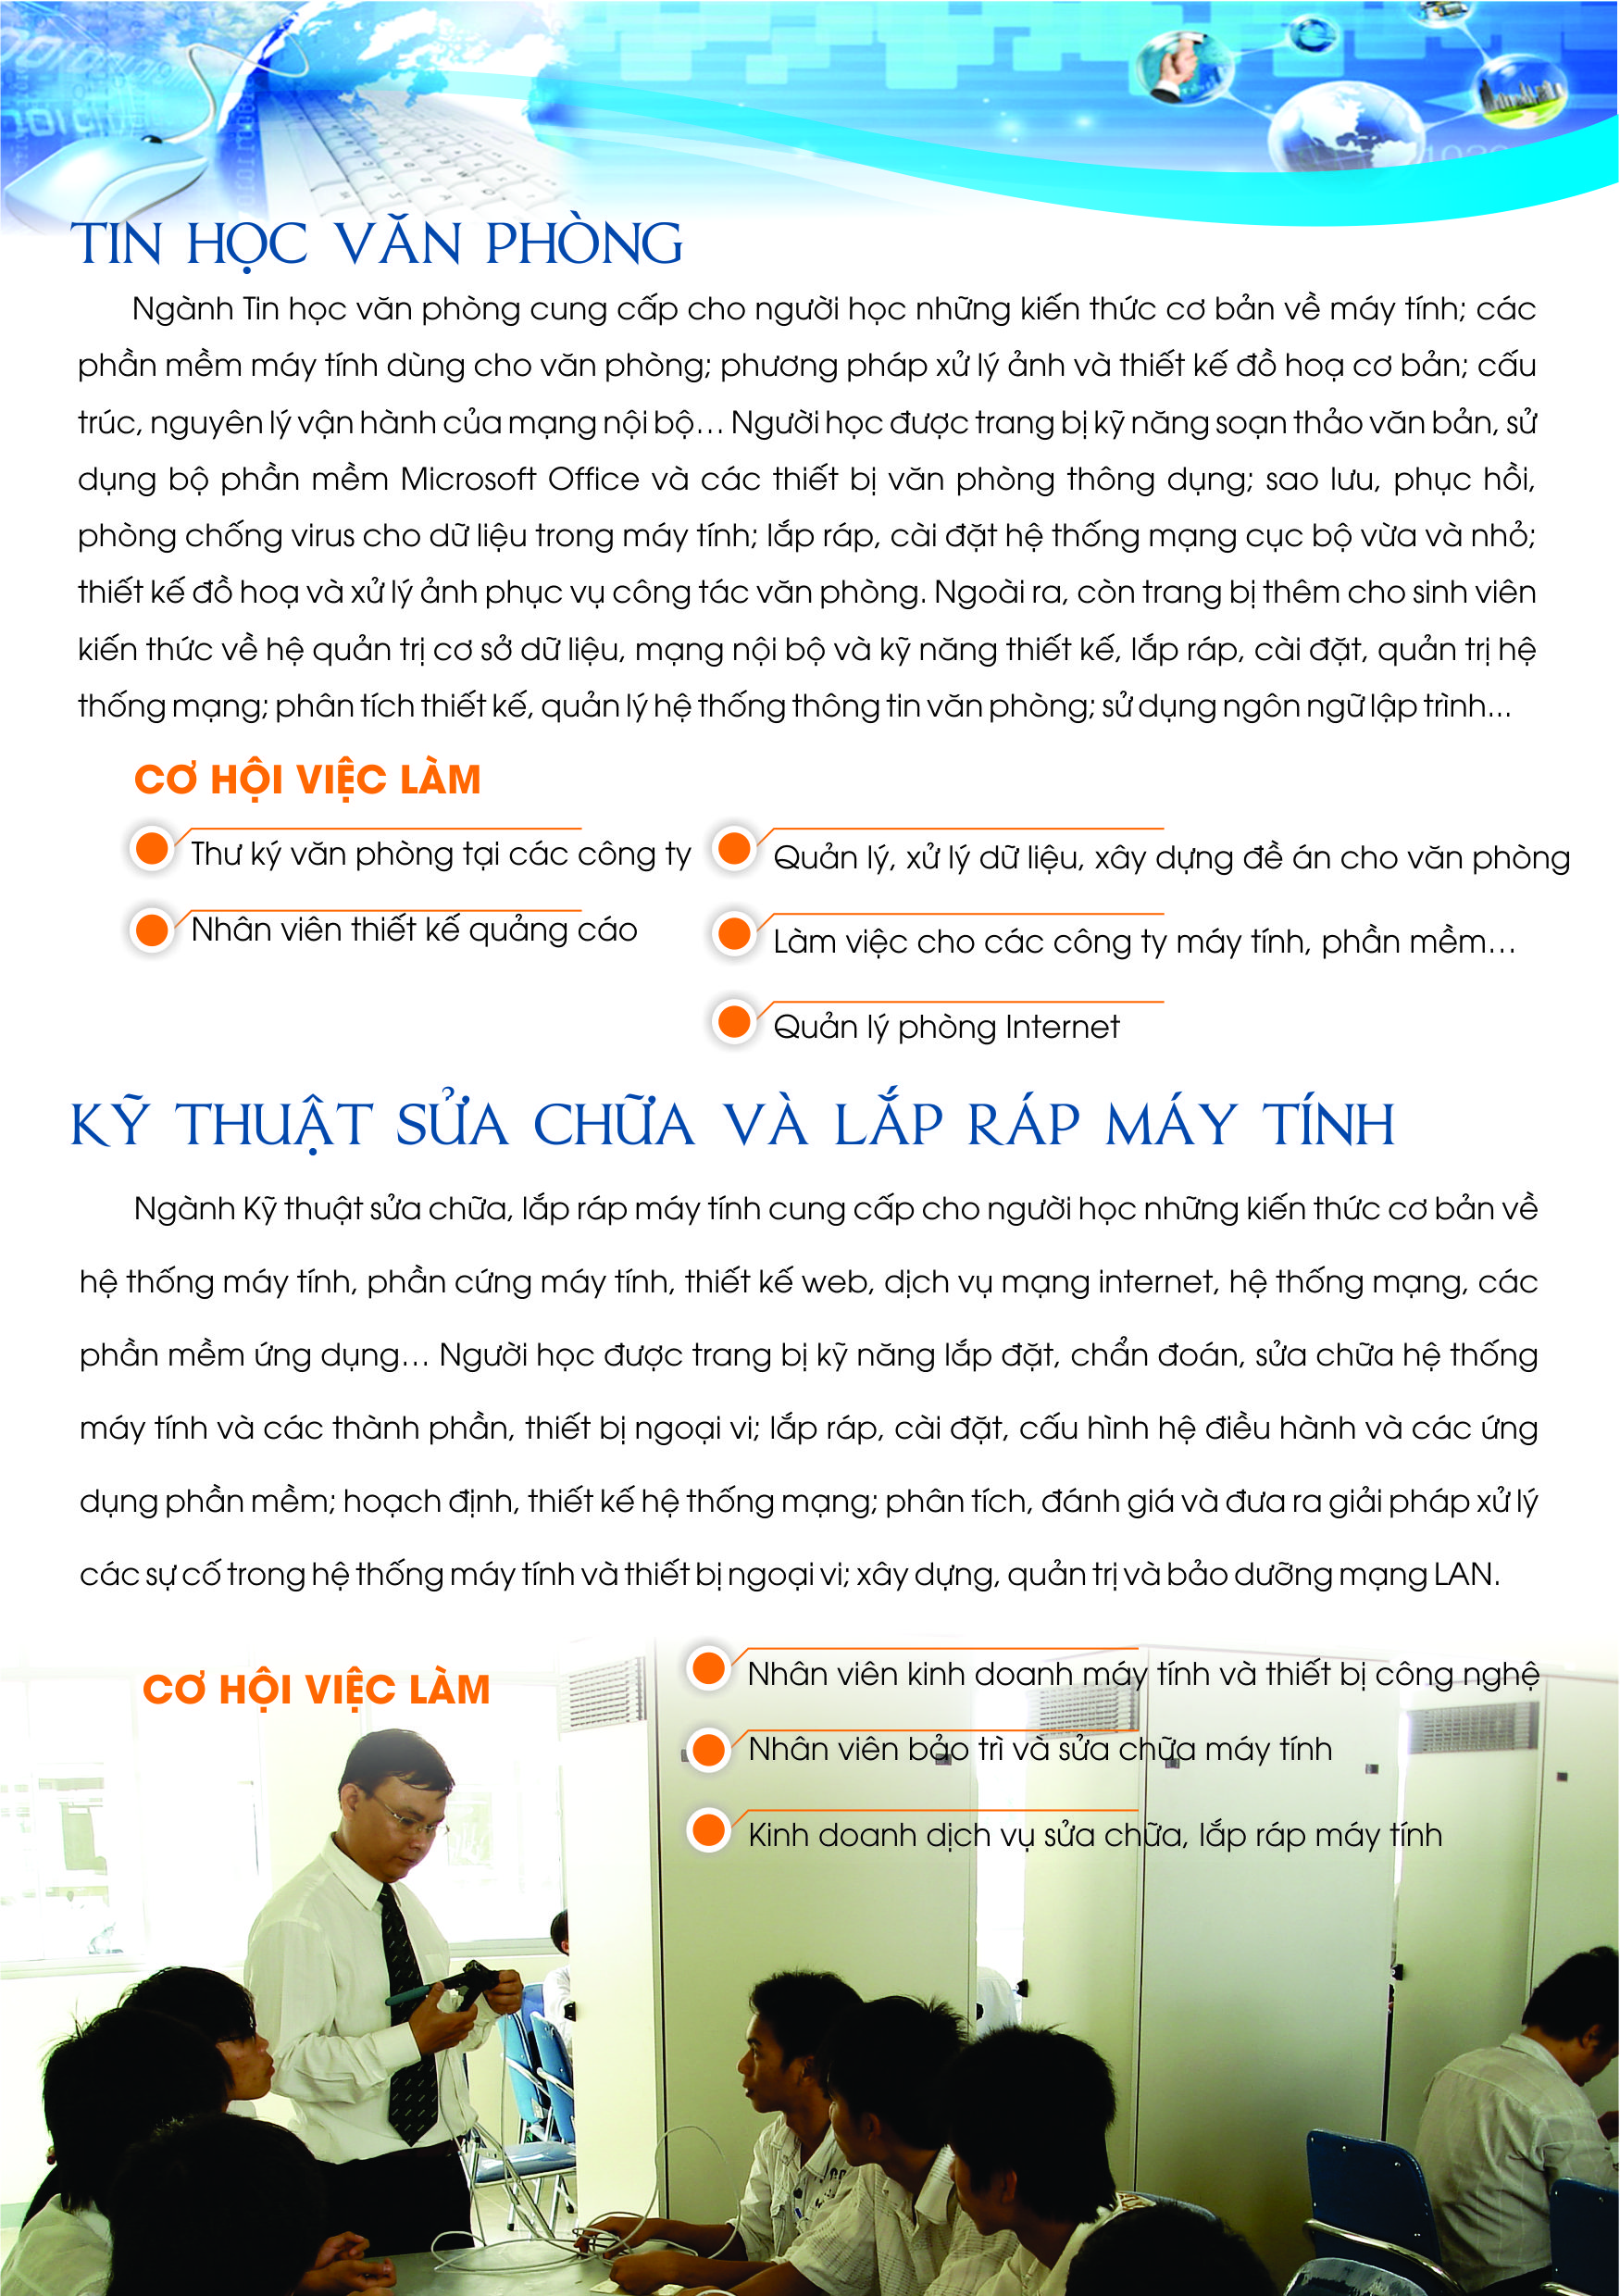 TIN HỌC VĂN PHÒNG
Ngành Tin học văn phòng cung cấp cho người học những kiến thức cơ bản về máy tính; các
phần mềm máy tính dùng cho văn phòng; phương pháp xử lý ảnh và thiết kế đồ hoạ cơ bản; cấu
trúc, nguyên lý vận hành của mạng nội bộ… Người học được trang bị kỹ năng soạn thảo văn bản, sử
dụng bộ phần mềm Microsoft Office và các thiết bị văn phòng thông dụng; sao lưu, phục hồi,
phòng chống virus cho dữ liệu trong máy tính; lắp ráp, cài đặt hệ thống mạng cục bộ vừa và nhỏ;
thiết kế đồ hoạ và xử lý ảnh phục vụ công tác văn phòng. Ngoài ra, còn trang bị thêm cho sinh viên
kiến thức về hệ quản trị cơ sở dữ liệu, mạng nội bộ và kỹ năng thiết kế, lắp ráp, cài đặt, quản trị hệ
thống mạng; phân tích thiết kế, quản lý hệ thống thông tin văn phòng; sử dụng ngôn ngữ lập trình...
CƠ HỘI VIỆC LÀM
Thư ký văn phòng tại các công ty
Nhân viên thiết kế quảng cáo
Quản lý, xử lý dữ liệu, xây dựng đề án cho văn phòng
Làm việc cho các công ty máy tính, phần mềm…
Quản lý phòng Internet
KỸ THUẬT SỬA CHỮA VÀ LẮP RÁP MÁY TÍNH
Ngành Kỹ thuật sửa chữa, lắp ráp máy tính cung cấp cho người học những kiến thức cơ bản về
hệ thống máy tính, phần cứng máy tính, thiết kế web, dịch vụ mạng internet, hệ thống mạng, các
phần mềm ứng dụng… Người học được trang bị kỹ năng lắp đặt, chẩn đoán, sửa chữa hệ thống
máy tính và các thành phần, thiết bị ngoại vi; lắp ráp, cài đặt, cấu hình hệ điều hành và các ứng
dụng phần mềm; hoạch định, thiết kế hệ thống mạng; phân tích, đánh giá và đưa ra giải pháp xử lý
các sự cố trong hệ thống máy tính và thiết bị ngoại vi; xây dựng, quản trị và bảo dưỡng mạng LAN.
CƠ HỘI VIỆC LÀM
Nhân viên kinh doanh máy tính và thiết bị công nghệ
Nhân viên bảo trì và sửa chữa máy tính
Kinh doanh dịch vụ sửa chữa, lắp ráp máy tính